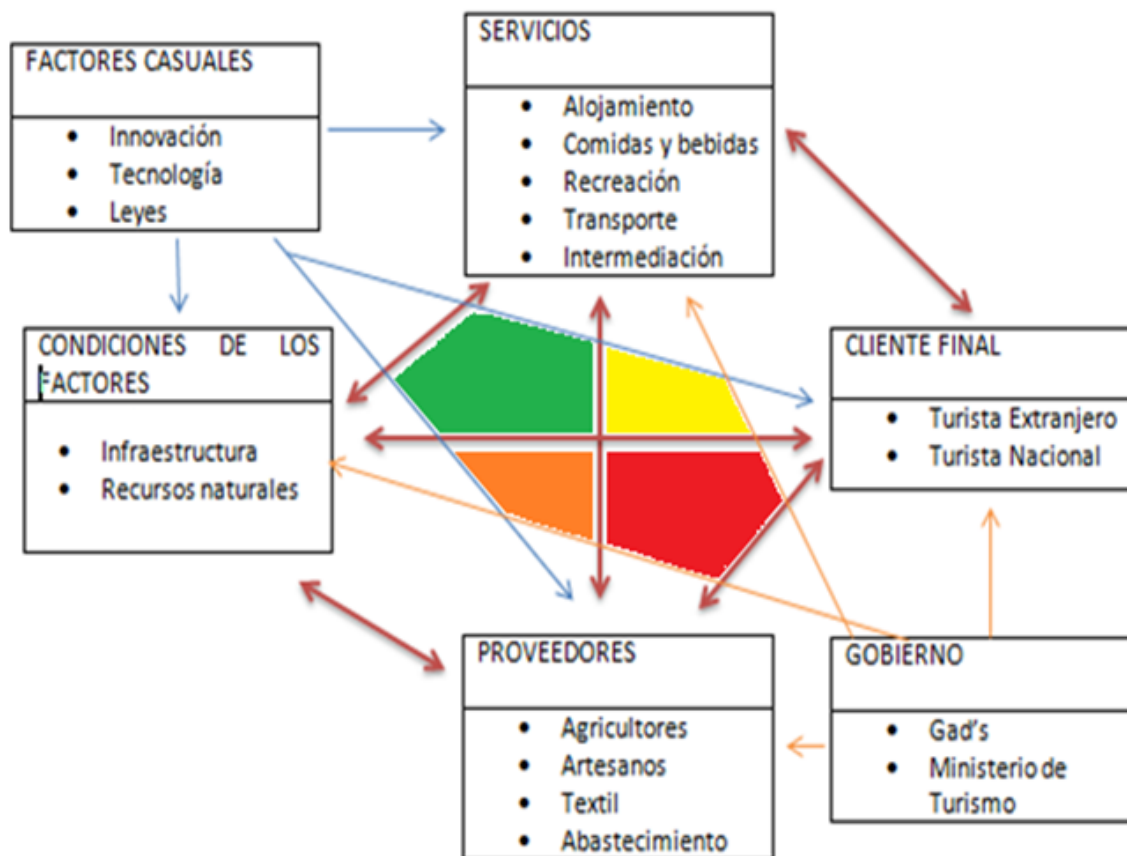 FACTORES CASUALES
• Innovación
• Tecnología
• Leyes
SERVICIOS
• Alojamiento
• Comidas y bebidas
• Recreación
• Transporte
• Intermediación
CONDICIONES DE LOS
FACTORES
• Infraestructura
• Recursos naturales
CLIENTE FINAL
• Turista Extranjero
• Turista Nacional
PROVEEDORES
• Agricultores
• Artesanos
• Textil
• Abastecimiento
GOBIERNO
• Gad's
• Ministerio de
Turismo